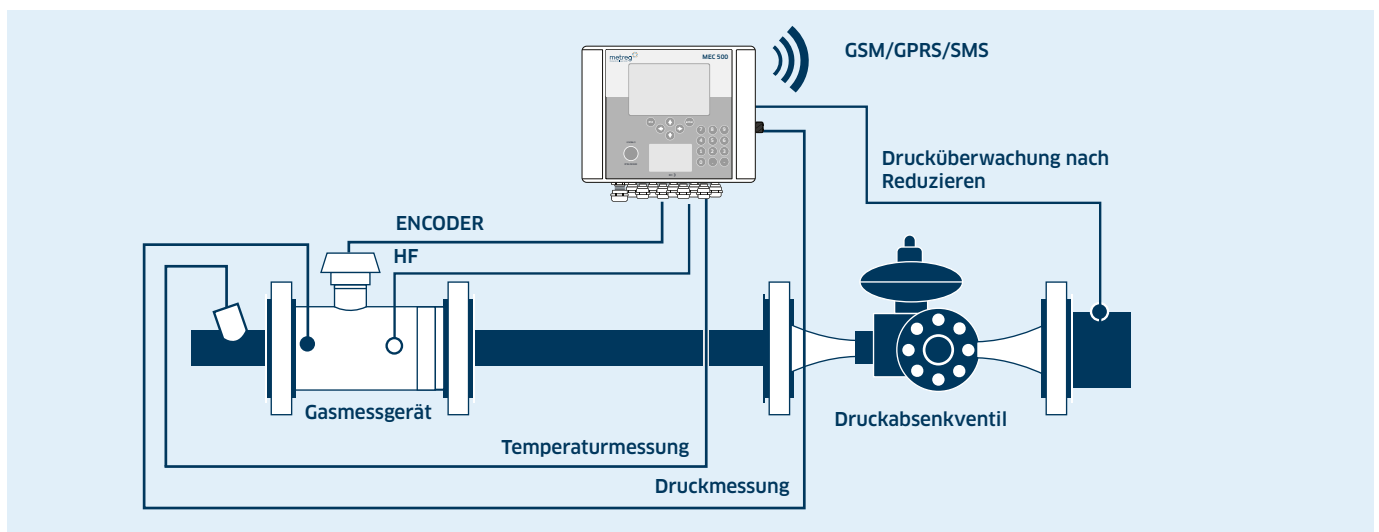 metreg
MEC 500
GSM/GPRS/SMS
Drucküberwachung nach
Reduzieren
ENCODER
HF
Gasmessgerät
Druckabsenkventil
Temperaturmessung
Druckmessung